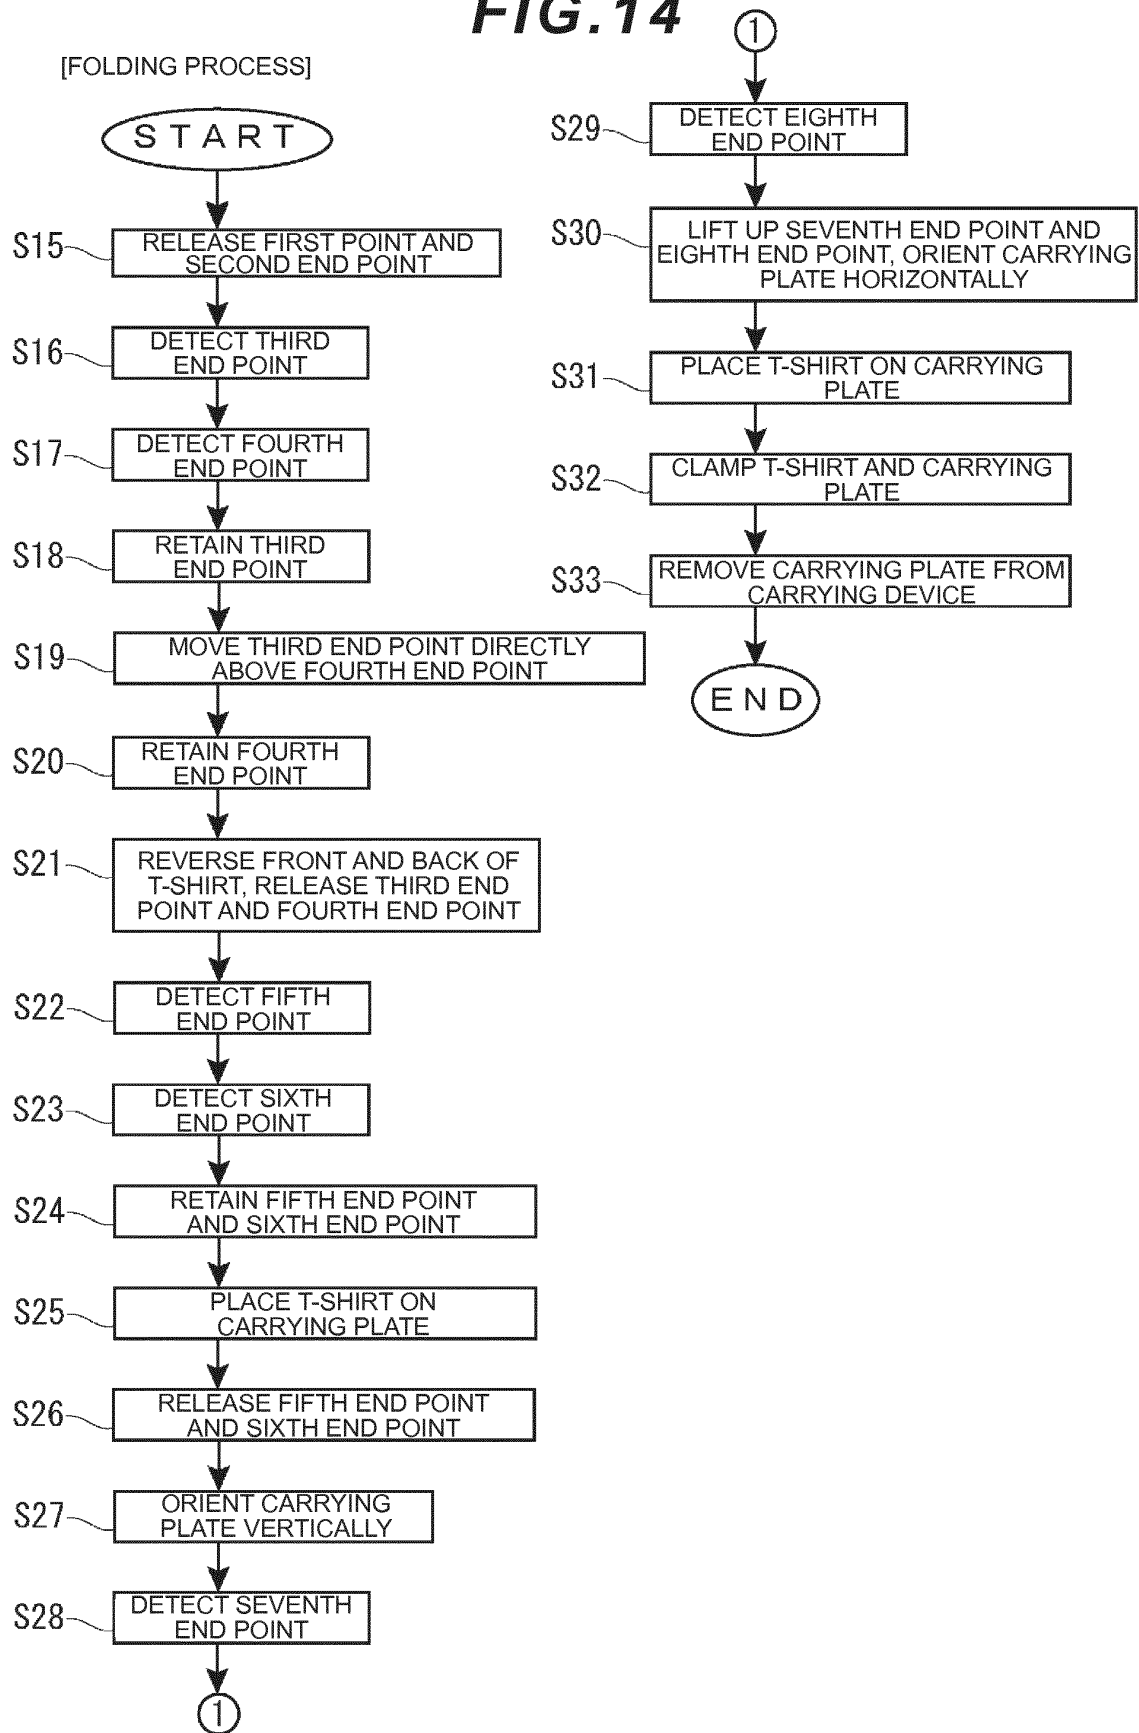 FIG.14
[FOLDING PROCESS]
START
S15
RELEASE FIRST POINT AND
SECOND END POINT
S16
DETECT THIRD
END POINT
S17
DETECT FOURTH
END POINT
S18
RETAIN THIRD
END POINT
S19
MOVE THIRD END POINT DIRECTLY
ABOVE FOURTH END POINT
S20
RETAIN FOURTH
END POINT
S21
REVERSE FRONT AND BACK OF
T-SHIRT, RELEASE THIRD END
POINT AND FOURTH END POINT
S22
DETECT FIFTH
END POINT
S23
DETECT SIXTH
END POINT
S24
RETAIN FIFTH END POINT
AND SIXTH END POINT
S25
PLACE T-SHIRT ON
CARRYING PLATE
S26
RELEASE FIFTH END POINT
AND SIXTH END POINT
S27
ORIENT CARRYING
PLATE VERTICALLY
S28
DETECT SEVENTH
END POINT
1
1
S29
DETECT EIGHTH
END POINT
S30
LIFT UP SEVENTH END POINT AND
EIGHTH END POINT, ORIENT CARRYING
PLATE HORIZONTALLY
S31
PLACE T-SHIRT ON CARRYING
PLATE
S32
CLAMP T-SHIRT AND CARRYING
PLATE
S33
REMOVE CARRYING PLATE FROM
CARRYING DEVICE
END